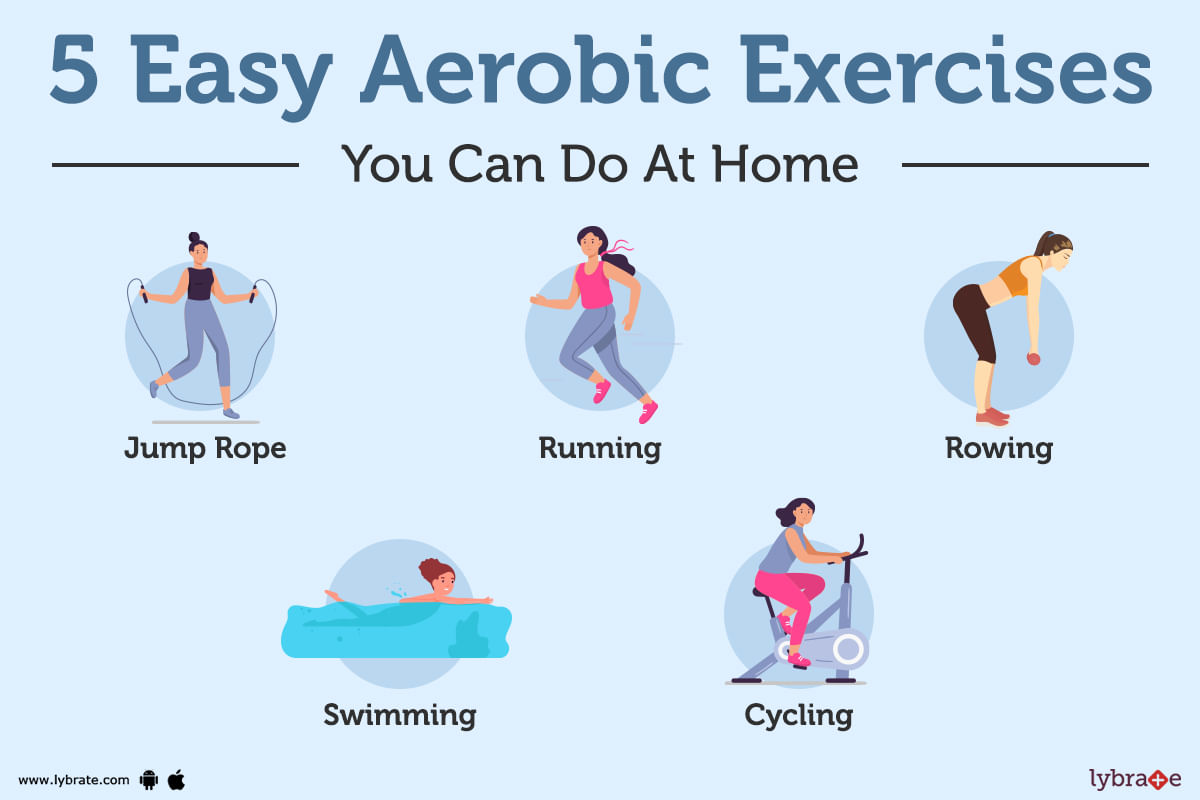 5 Easy Aerobic Exercises
You Can Do At Home
Jump Rope
Running
Rowing
Swimming
Cycling
www.lybrate.com
lybrate